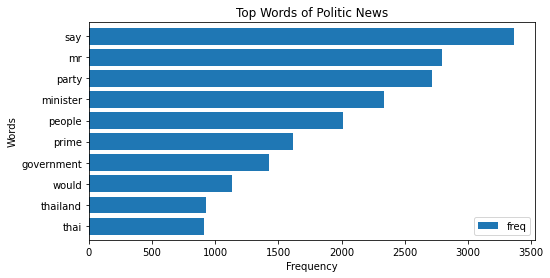 Top Words of Politic News
say
mr
party
minister
people
prime
government
would
thailand
thai
Words
0 500 1000 1500 2000 2500 3000 3500
Frequency
freq